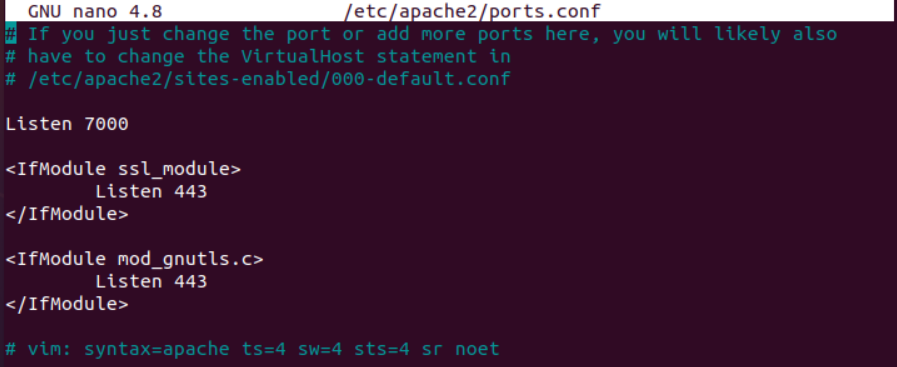 GNU nano 4.8 /etc/apache2/ports.conf
# If you just change the port or add more ports here, you will likely also
# have to change the VirtualHost statement in
# /etc/apache2/sites-enabled/000-default.conf
Listen 7000
<IfModule ssl_module>
Listen 443
</IfModule>
<IfModule mod_gnutls.c>
Listen 443
</IfModule>
# vim: syntax=apache ts=4 sw=4 sts=4 sr noet